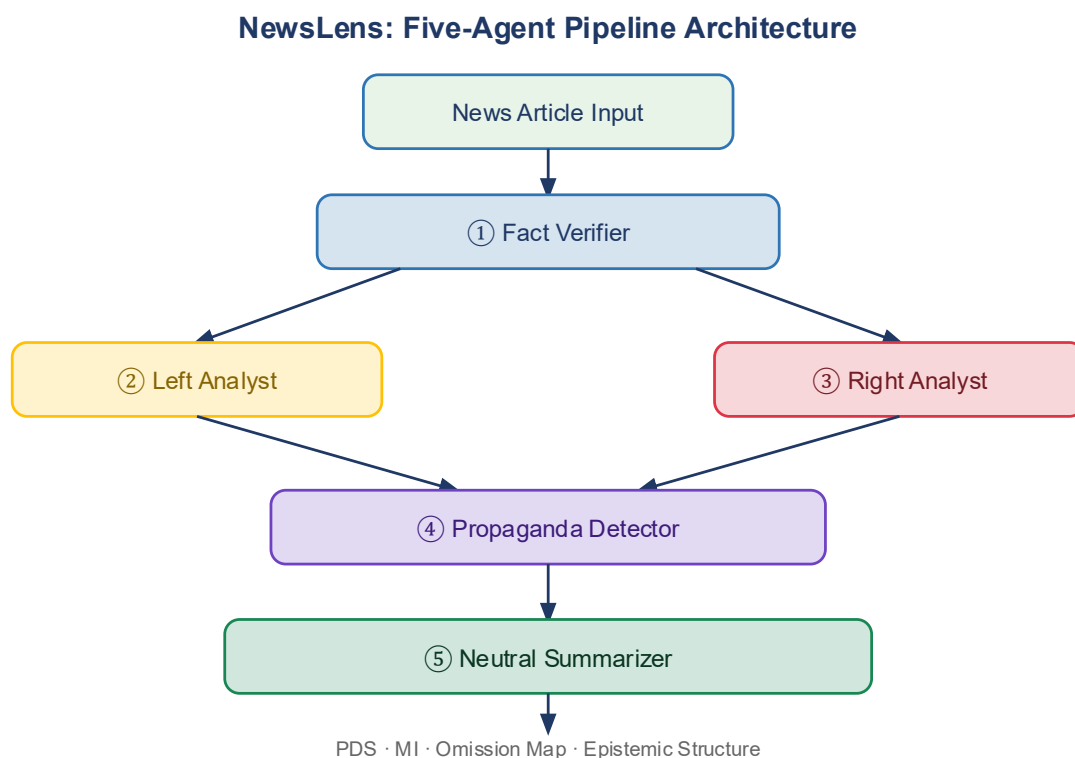 NewsLens: Five-Agent Pipeline Architecture
News Article Input
① Fact Verifier
② Left Analyst
③ Right Analyst
④ Propaganda Detector
⑤ Neutral Summarizer
PDS · MI · Omission Map · Epistemic Structure